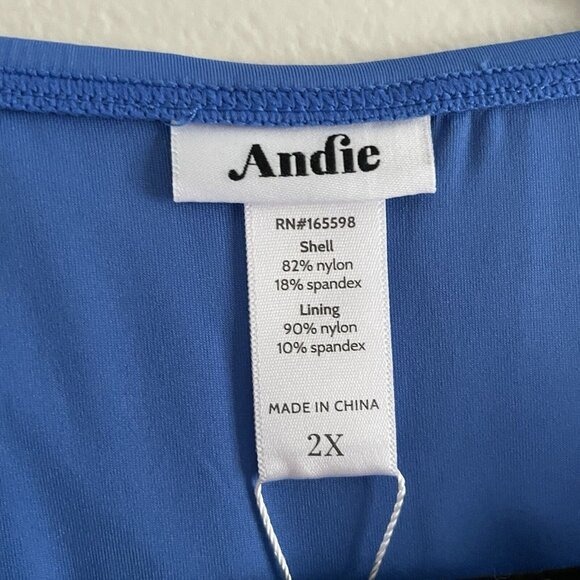 Andie
RN#165598
Shell
82% nylon
18% spandex
Lining
90% nylon
10% spandex
MADE IN CHINA
2X